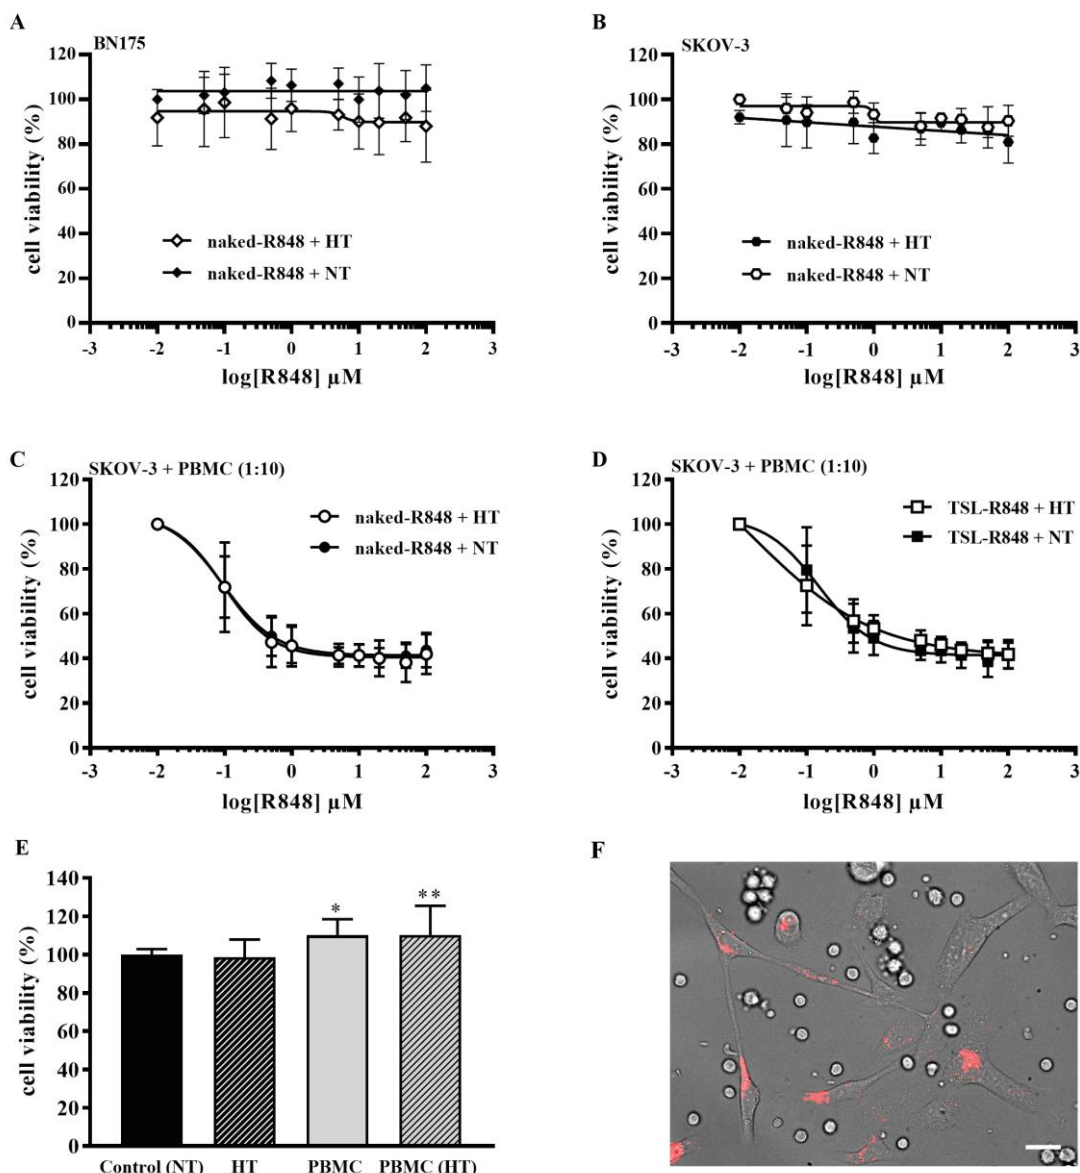 A
BN175
120
100
80
60
40
20
0
cell viability (%)
naked-R848 + HT
naked-R848 + NT
-3 -2 -1 0 1 2 3
log[R848] µM
B
SKOV-3
120
100
80
60
40
20
0
cell viability (%)
naked-R848 + HT
naked-R848 + NT
-3 -2 -1 0 1 2 3
log[R848] µM
C
SKOV-3 + PBMC (1:10)
120
100
80
60
40
20
0
cell viability (%)
naked-R848 + HT
naked-R848 + NT
-3 -2 -1 0 1 2 3
log[R848] µM
D
SKOV-3 + PBMC (1:10)
120
100
80
60
40
20
0
cell viability (%)
TSL-R848 + HT
TSL-R848 + NT
-3 -2 -1 0 1 2 3
log[R848] µM
E
140
120
100
80
60
40
20
0
cell viability (%)
*
**
Control (NT) HT PBMC PBMC (HT)
F